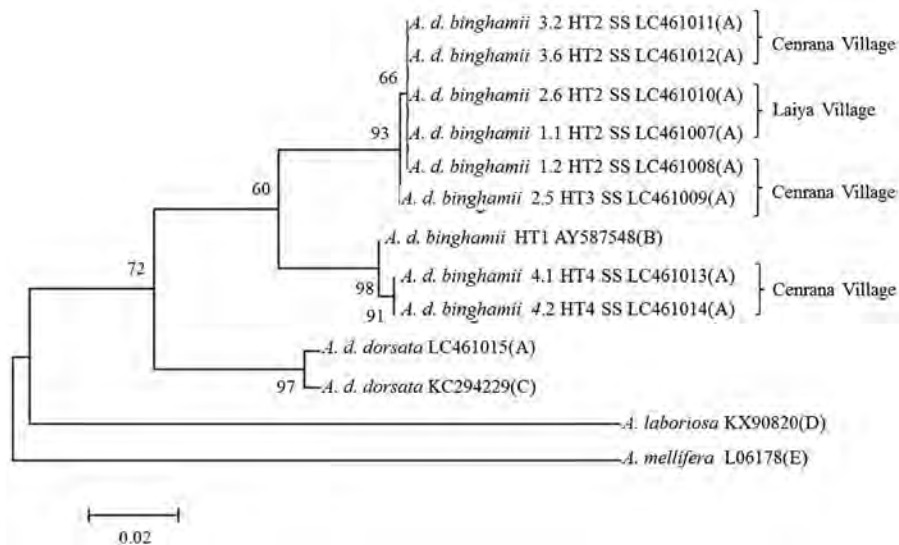 A. d. binghamii 3.2 HT2 SS LC461011(A)
Cenrana Village
A. d. binghamii 3.6 HT2 SS LC461012(A)
66
A. d. binghamii 2.6 HT2 SS LC461010(A)
Laiya Village
93
A. d. binghamii 1.1 HT2 SS LC461007(A)
A. d. binghamii 1.2 HT2 SS LC461008(A)
Cenrana Village
60
A. d. binghamii 2.5 HT3 SS LC461009(A)
A. d. binghamii HT1 AY587548(B)
72
A. d. binghamii 4.1 HT4 SS LC461013(A)
Cenrana Village
98
91
A. d. binghamii 4.2 HT4 SS LC461014(A)
A. d. dorsata LC461015(A)
97
A. d. dorsata KC294229(C)
A. laboriosa KX90820(D)
A. mellifera L06178(E)
0.02